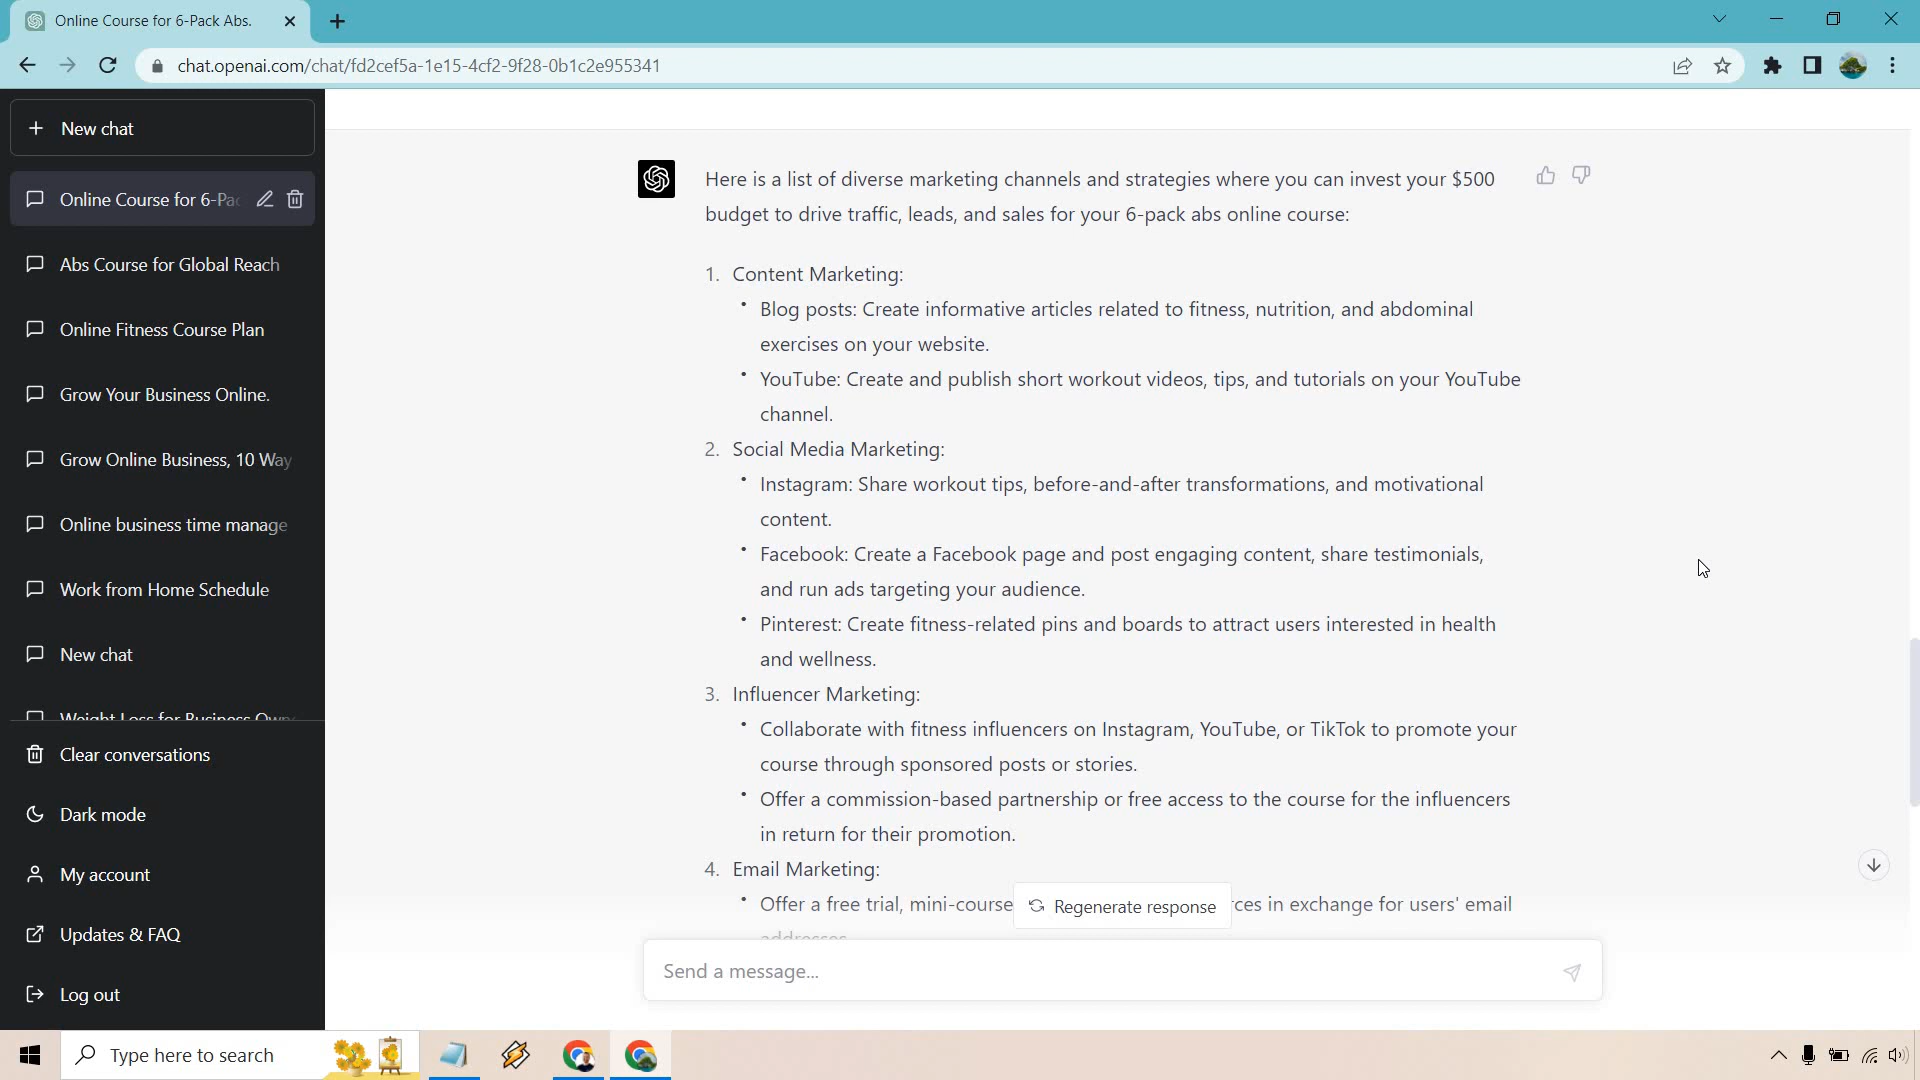 Online Course for 6-Pack Abs.
chat.openai.com/chat/fd2cef5a-1e15-4cf2-9f28-0b1c2e955341
New chat
Online Course for 6-Pac
Abs Course for Global Reach
Online Fitness Course Plan
Grow Your Business Online.
Grow Online Business, 10 Way
Online business time manage
Work from Home Schedule
New chat
Weight Loss for Business Own
Clear conversations
Dark mode
My account
Updates & FAQ
Log out
Here is a list of diverse marketing channels and strategies where you can invest your $500
budget to drive traffic, leads, and sales for your 6-pack abs online course:
1. Content Marketing:
• Blog posts: Create informative articles related to fitness, nutrition, and abdominal
exercises on your website.
• YouTube: Create and publish short workout videos, tips, and tutorials on your YouTube
channel.
2. Social Media Marketing:
• Instagram: Share workout tips, before-and-after transformations, and motivational
content.
• Facebook: Create a Facebook page and post engaging content, share testimonials,
and run ads targeting your audience.
• Pinterest: Create fitness-related pins and boards to attract users interested in health
and wellness.
3. Influencer Marketing:
• Collaborate with fitness influencers on Instagram, YouTube, or TikTok to promote your
course through sponsored posts or stories.
• Offer a commission-based partnership or free access to the course for the influencers
in return for their promotion.
4. Email Marketing:
• Offer a free trial, mini-course rces in exchange for users' email
addresses
Regenerate response
Send a message...
Type here to search